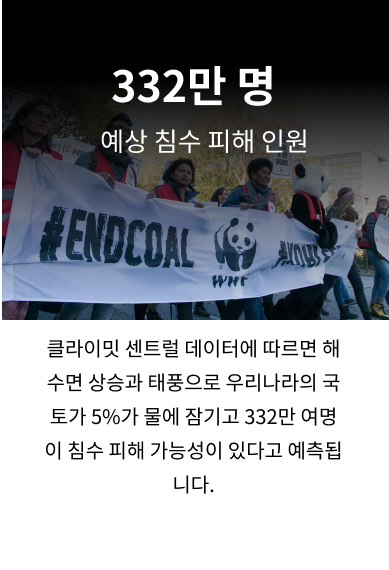 332만 명
예상 침수 피해 인원
#ENDCOAL
WWF
클라이밋 센트럴 데이터에 따르면 해
수면 상승과 태풍으로 우리나라의 국
토가 5%가 물에 잠기고 332만 여명
이 침수 피해 가능성이 있다고 예측됩
니다.